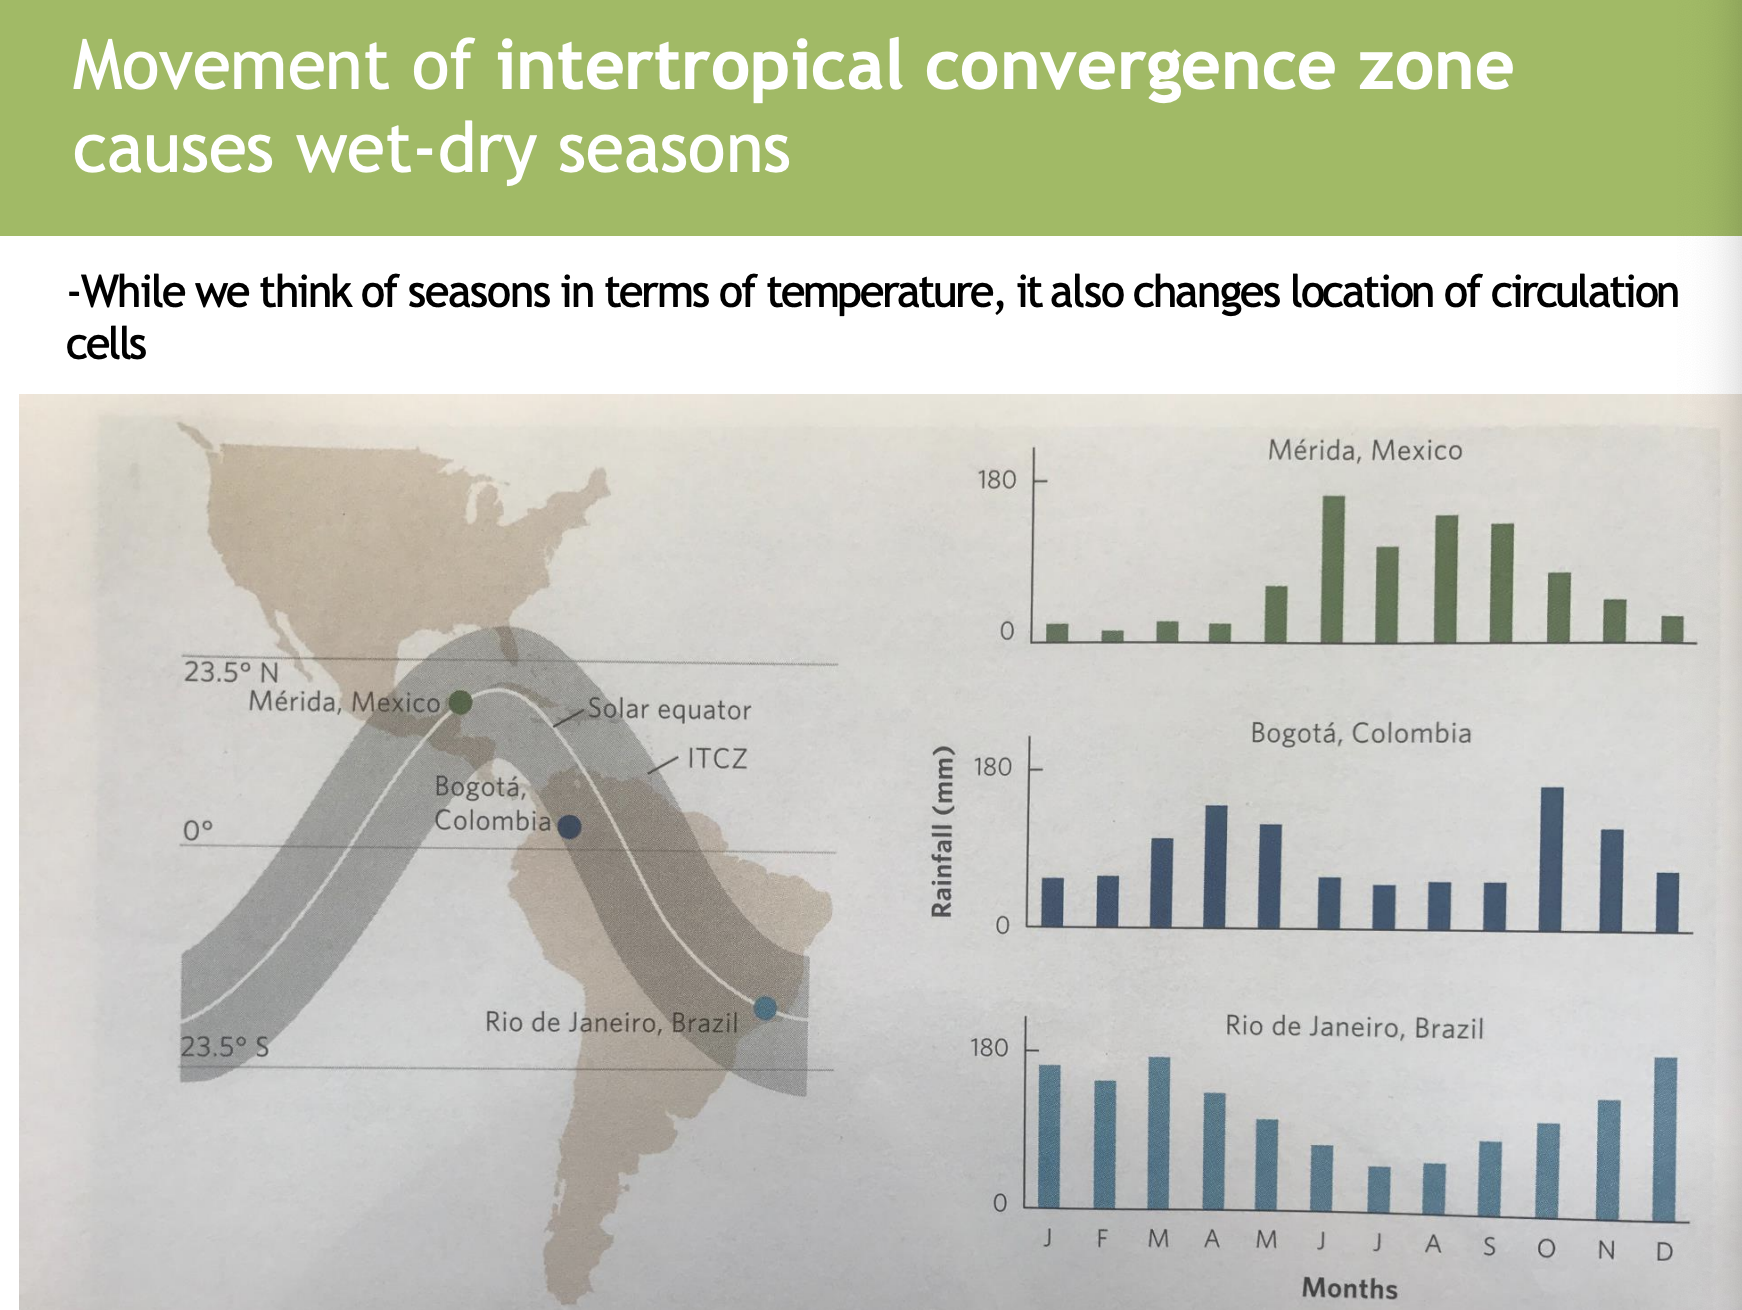 Movement of intertropical convergence zone
causes wet-dry seasons
-While we think of seasons in terms of temperature, it also changes location of circulation
cells
23.5° N
Mérida, Mexico
Solar equator
ITCZ
Bogotá,
Colombia
0°
Rio de Janeiro, Brazil
23.5° S
Rainfall (mm)
Mérida, Mexico
180
0
Bogotá, Colombia
180
0
Rio de Janeiro, Brazil
180
0
J F M A M J J A S O N D
Months